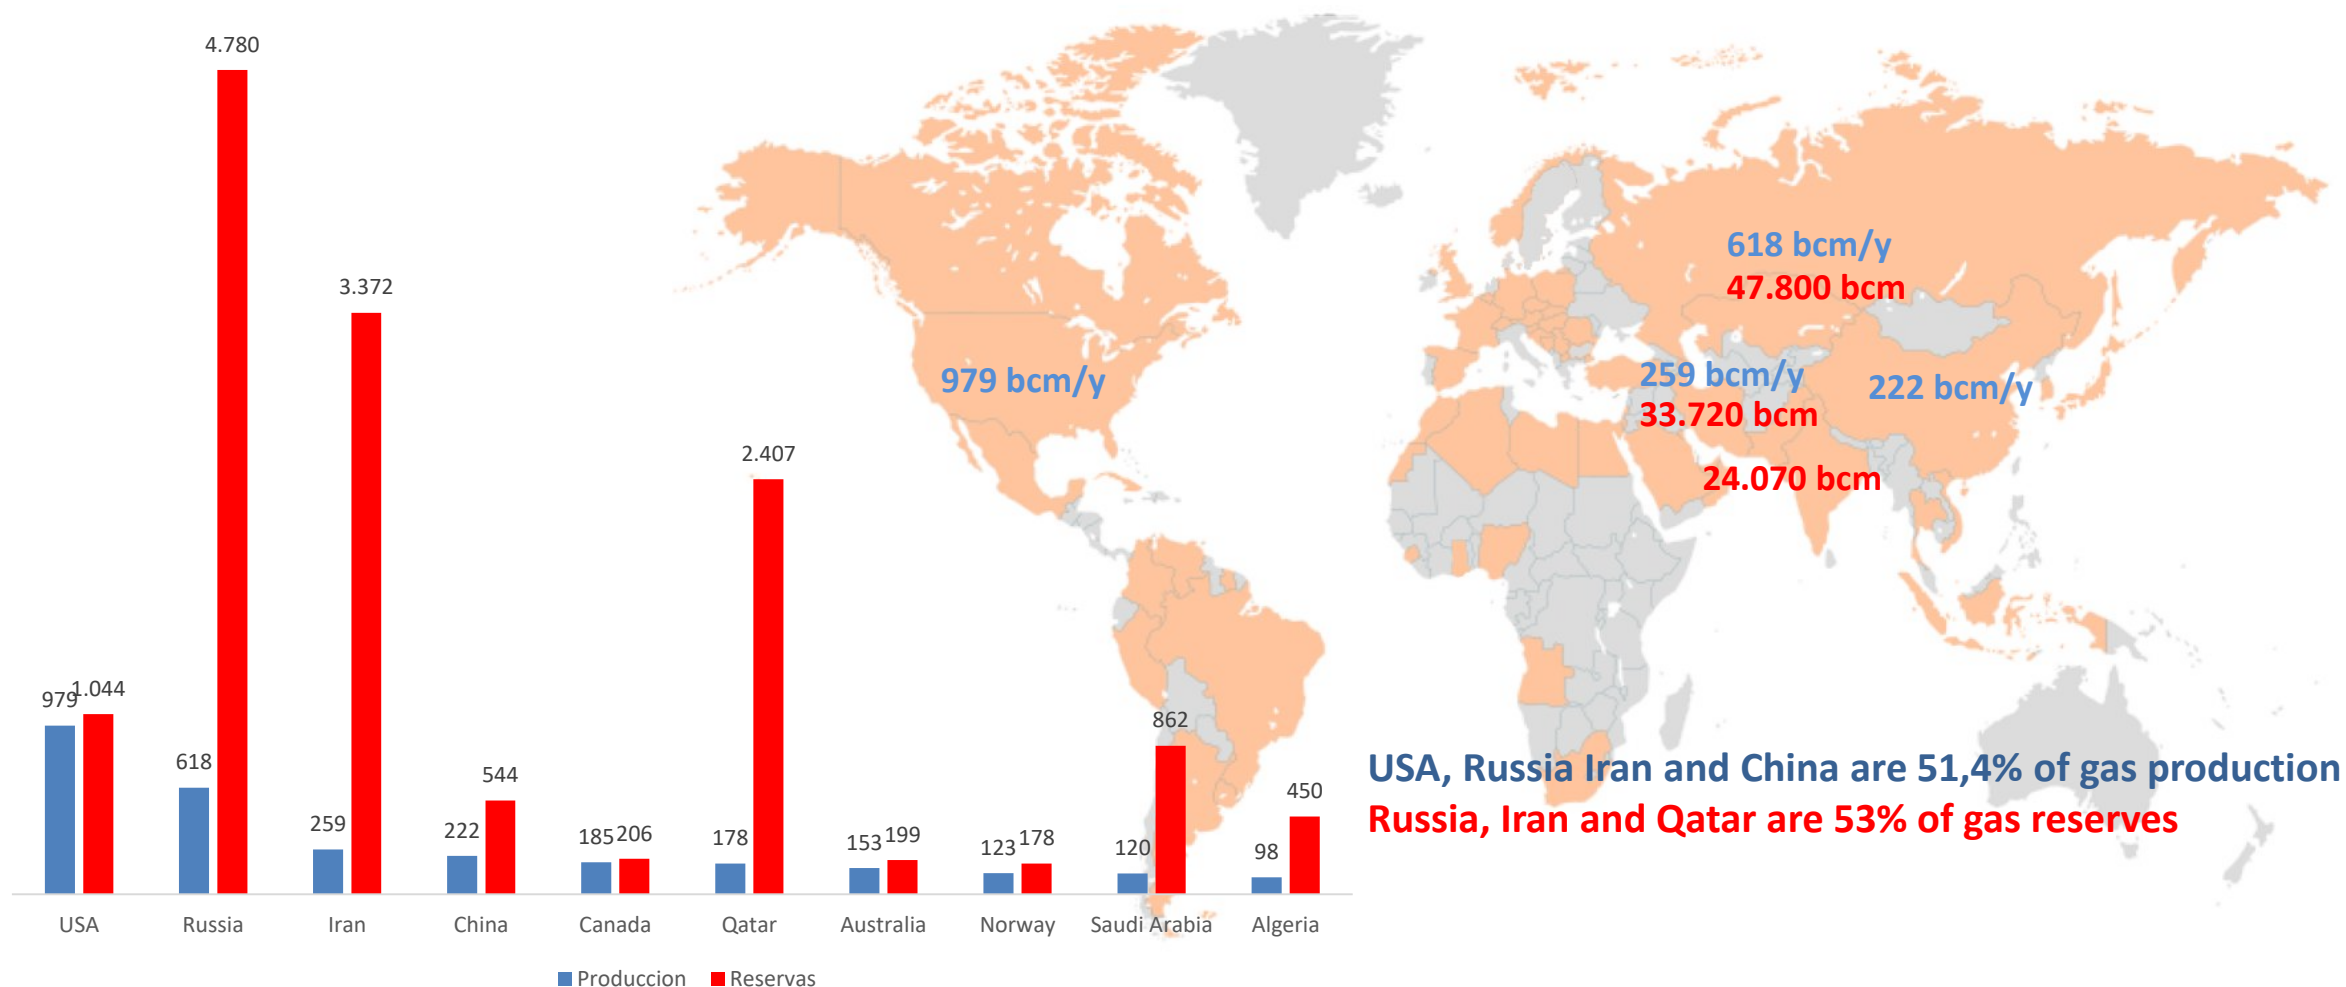 4.780
3.372
2.407
979
1.044
618
259
222
544
185
206
178
153
199
123
178
120
862
98
450
USA
Russia
Iran
China
Canada
Qatar
Australia
Norway
Saudi Arabia
Algeria
Produccion
Reservas
979 bcm/y
618 bcm/y
47.800 bcm
259 bcm/y
33.720 bcm
222 bcm/y
24.070 bcm
USA, Russia Iran and China are 51,4% of gas production
Russia, Iran and Qatar are 53% of gas reserves